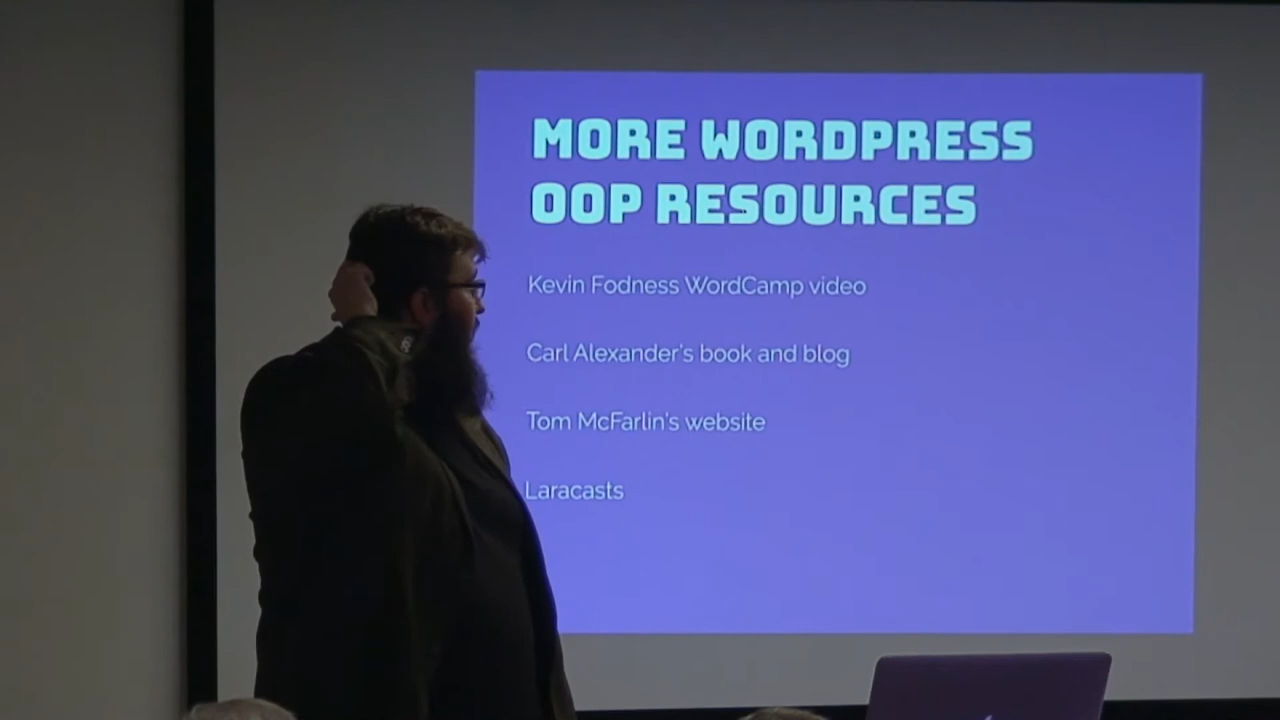 MORE WORDPRESS
OOP RESOURCES
Kevin Fodness WordCamp video
Carl Alexander's book and blog
Tom McFarlin's website
Laracasts